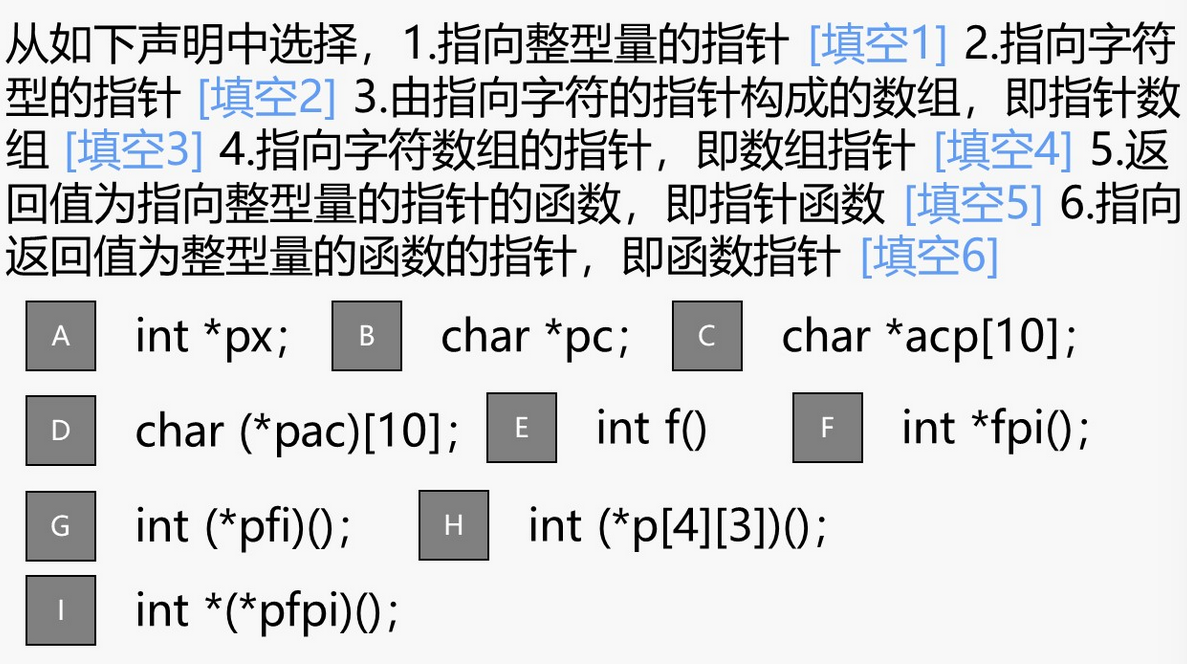 从如下声明中选择，1.指向整型量的指针 [填空1] 2.指向字符
型的指针 [填空2] 3.由指向字符的指针构成的数组，即指针数
组 [填空3] 4.指向字符数组的指针，即数组指针 [填空4] 5.返
回值为指向整型量的指针的函数，即指针函数 [填空5] 6.指向
返回值为整型量的函数的指针，即函数指针 [填空6]
A int *px; B char *pc; C char *acp[10];
D char (*pac)[10]; E int f() F int *fpi();
G int (*pfi)(); H int (*p[4][3])();
I int *(*pfpi)();